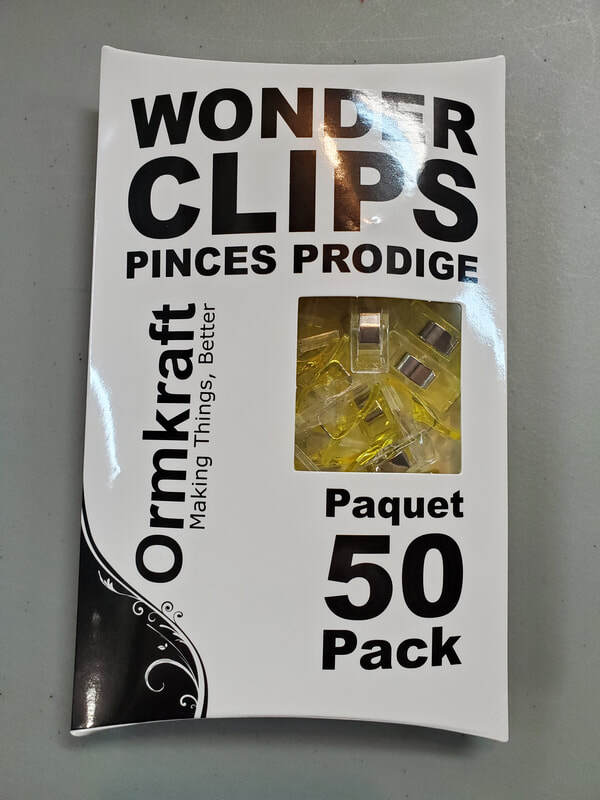 WONDER
CLIPS
PINCES PRODIGE
Ormkraft
Making Things, Better
Paquet
50
Pack